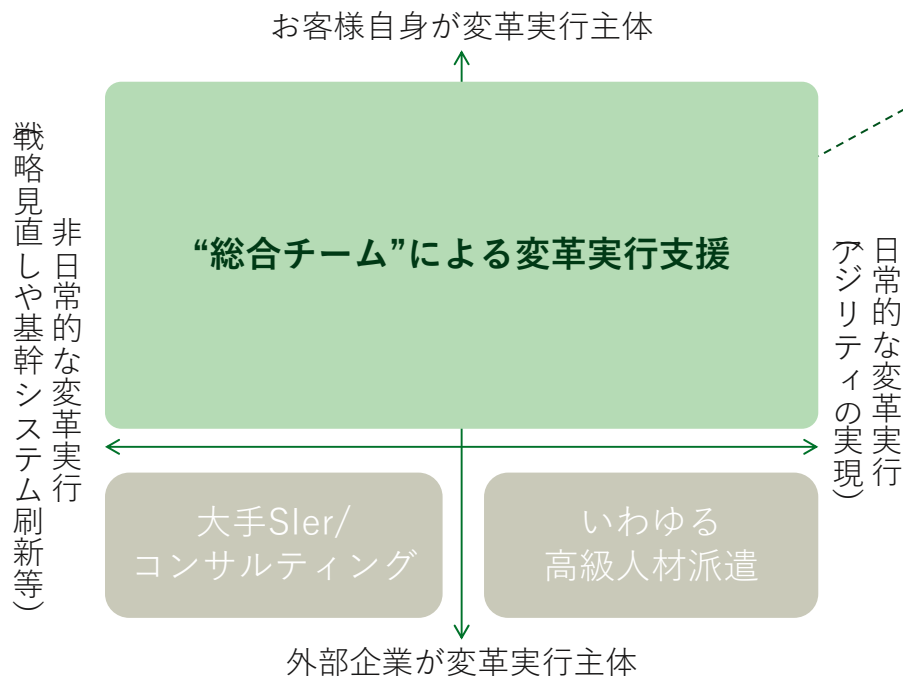 お客様自身が変革実行主体
非日常的な変革実行
(戦略見直しや基幹システム刷新等)
“総合チーム”による変革実行支援
日常的な変革実行
(アジリティの実現)
大手SIer/
コンサルティング
いわゆる
高級人材派遣
外部企業が変革実行主体